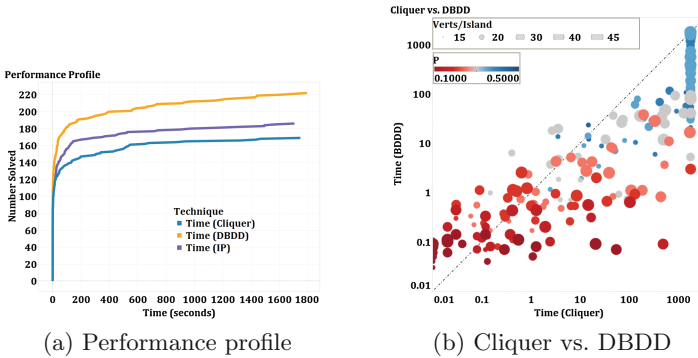 Performance Profile
Number Solved
220
200
180
160
140
120
100
80
60
40
20
0
Technique
Time (Cliquer)
Time (DBDD)
Time (IP)
0 200 400 600 800 1000 1200 1400 1600 1800
Time (seconds)
(a) Performance profile
Cliquer vs. DBDD
Verts/Island
15 20 30 40 45
P
0.1000 0.5000
Time (BDDD)
1000
100
10
1
0.1
0.01
0.01 0.1 1 10 100 1000
Time (Cliquer)
(b) Cliquer vs. DBDD